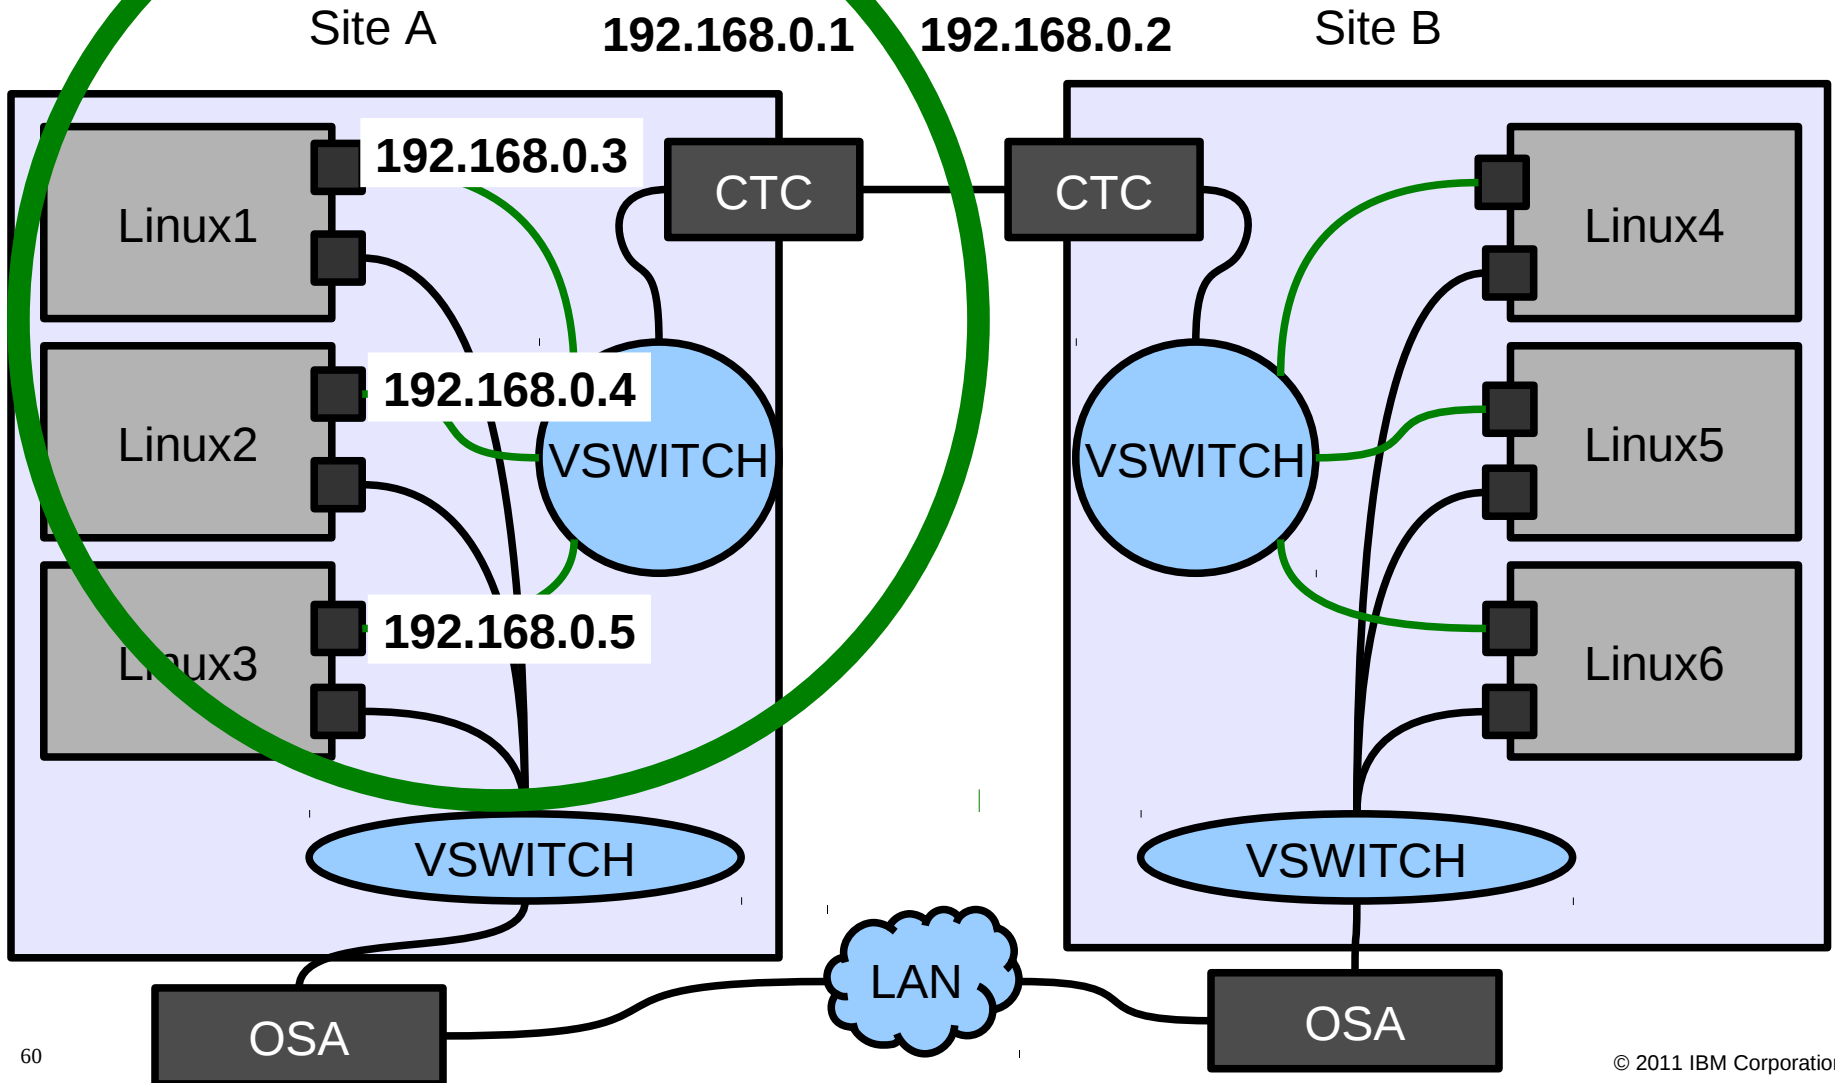 Site A
192.168.0.1
192.168.0.2
Site B
192.168.0.3
CTC
CTC
Linux1
Linux4
192.168.0.4
Linux2
VSWITCH
VSWITCH
Linux5
192.168.0.5
Linux3
Linux6
VSWITCH
VSWITCH
LAN
OSA
OSA
60
© 2011 IBM Corporation